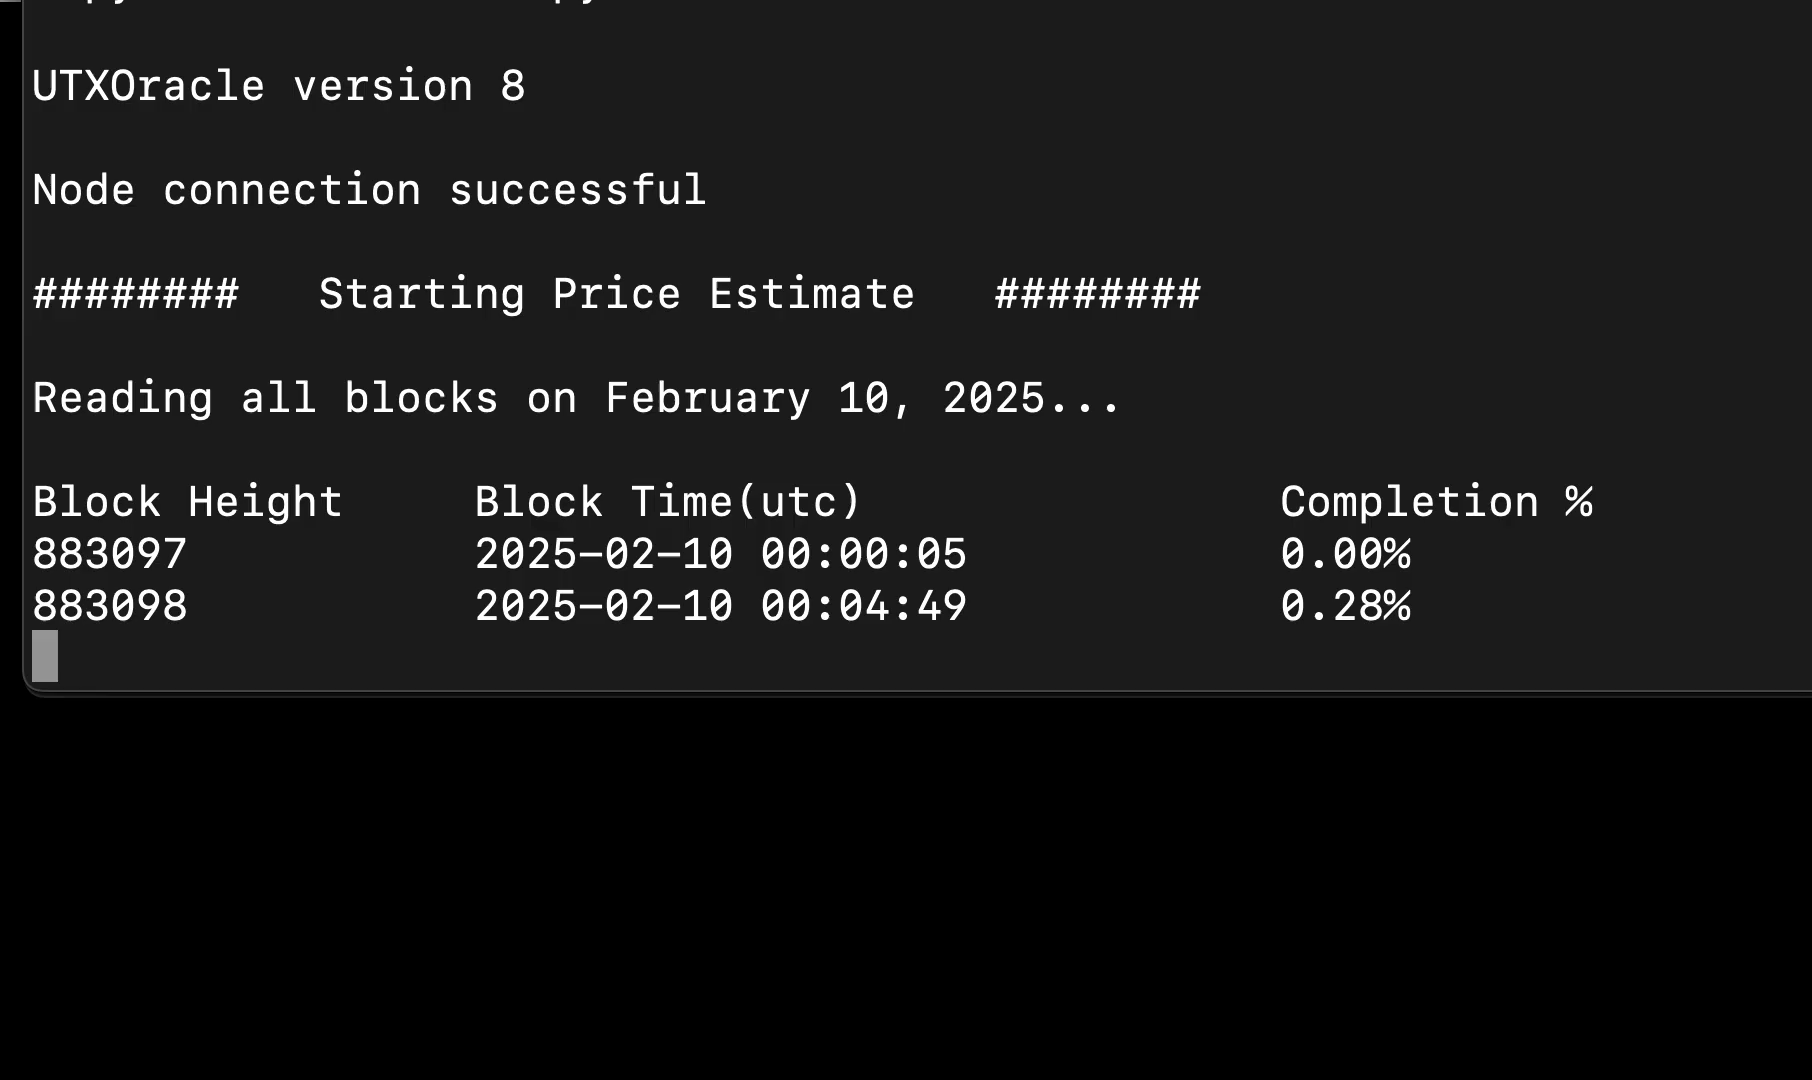 UTXOracle version 8
Node connection successful
########   Starting Price Estimate   ########
Reading all blocks on February 10, 2025...
Block Height     Block Time(utc)     Completion %
883097     2025-02-10 00:00:05     0.00%
883098     2025-02-10 00:04:49     0.28%